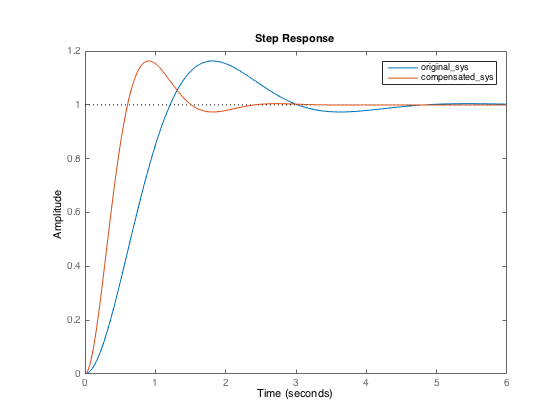 Step Response
original_sys
compensated_sys
Amplitude
1.2
1
0.8
0.6
0.4
0.2
0
0 1 2 3 4 5 6
Time (seconds)